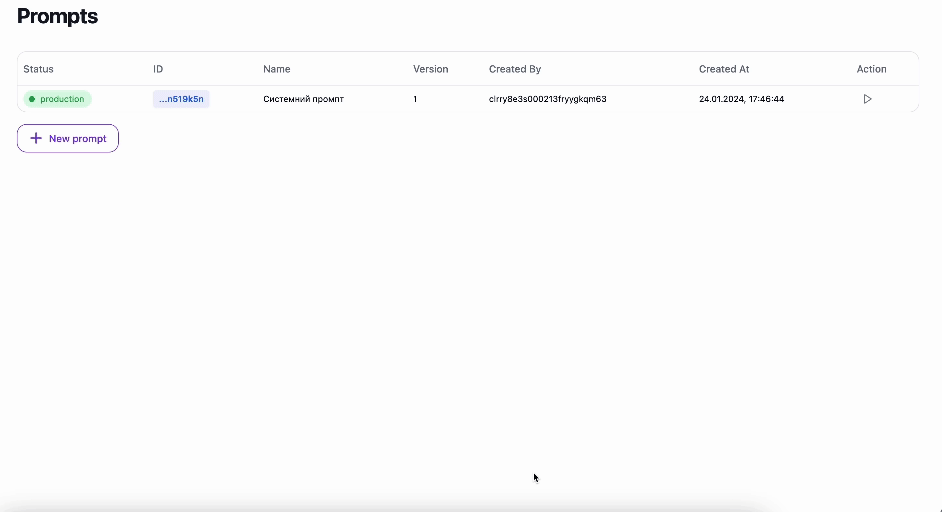 Prompts
Status ID Name Version Created By Created At Action
production ...n519k5n Системний промпт 1 clrry8e3s000213fryygkqm63 24.01.2024, 17:46:44
New prompt